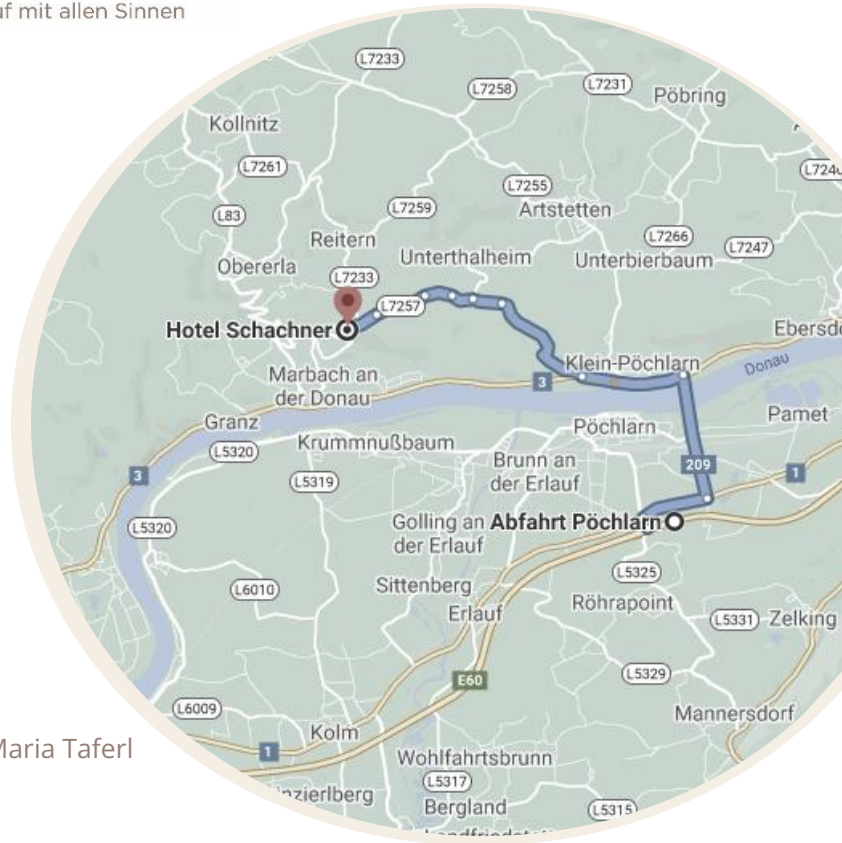 uf mit allen Sinnen
L7233
L7258
L7231
Pöbring
Kollnitz
L7261
L7255
L7259
L83
Artstetten
L7266
L7247
Reitern
Unterthalheim
Unterbierbaum
Obererla
L7233
L7257
Hotel Schachner
Ebersd
Klein-Pöchlarn
Donau
3
Marbach an
der Donau
Granz
Pamet
Pöchlarn
L5320
Krummnußbaum
Brunn an
der Erlauf
209
1
3
L5319
Golling an
der Erlauf
Abfahrt Pöchlarn
L5320
L5325
Sittenberg
L6010
Röhrapoint
Erlauf
L5331
Zelking
L5329
E60
L6009
Mannersdorf
Kolm
Maria Taferl
1
Wohlfahrtsbrunn
L5317
nzierlberg
Bergland
L5315